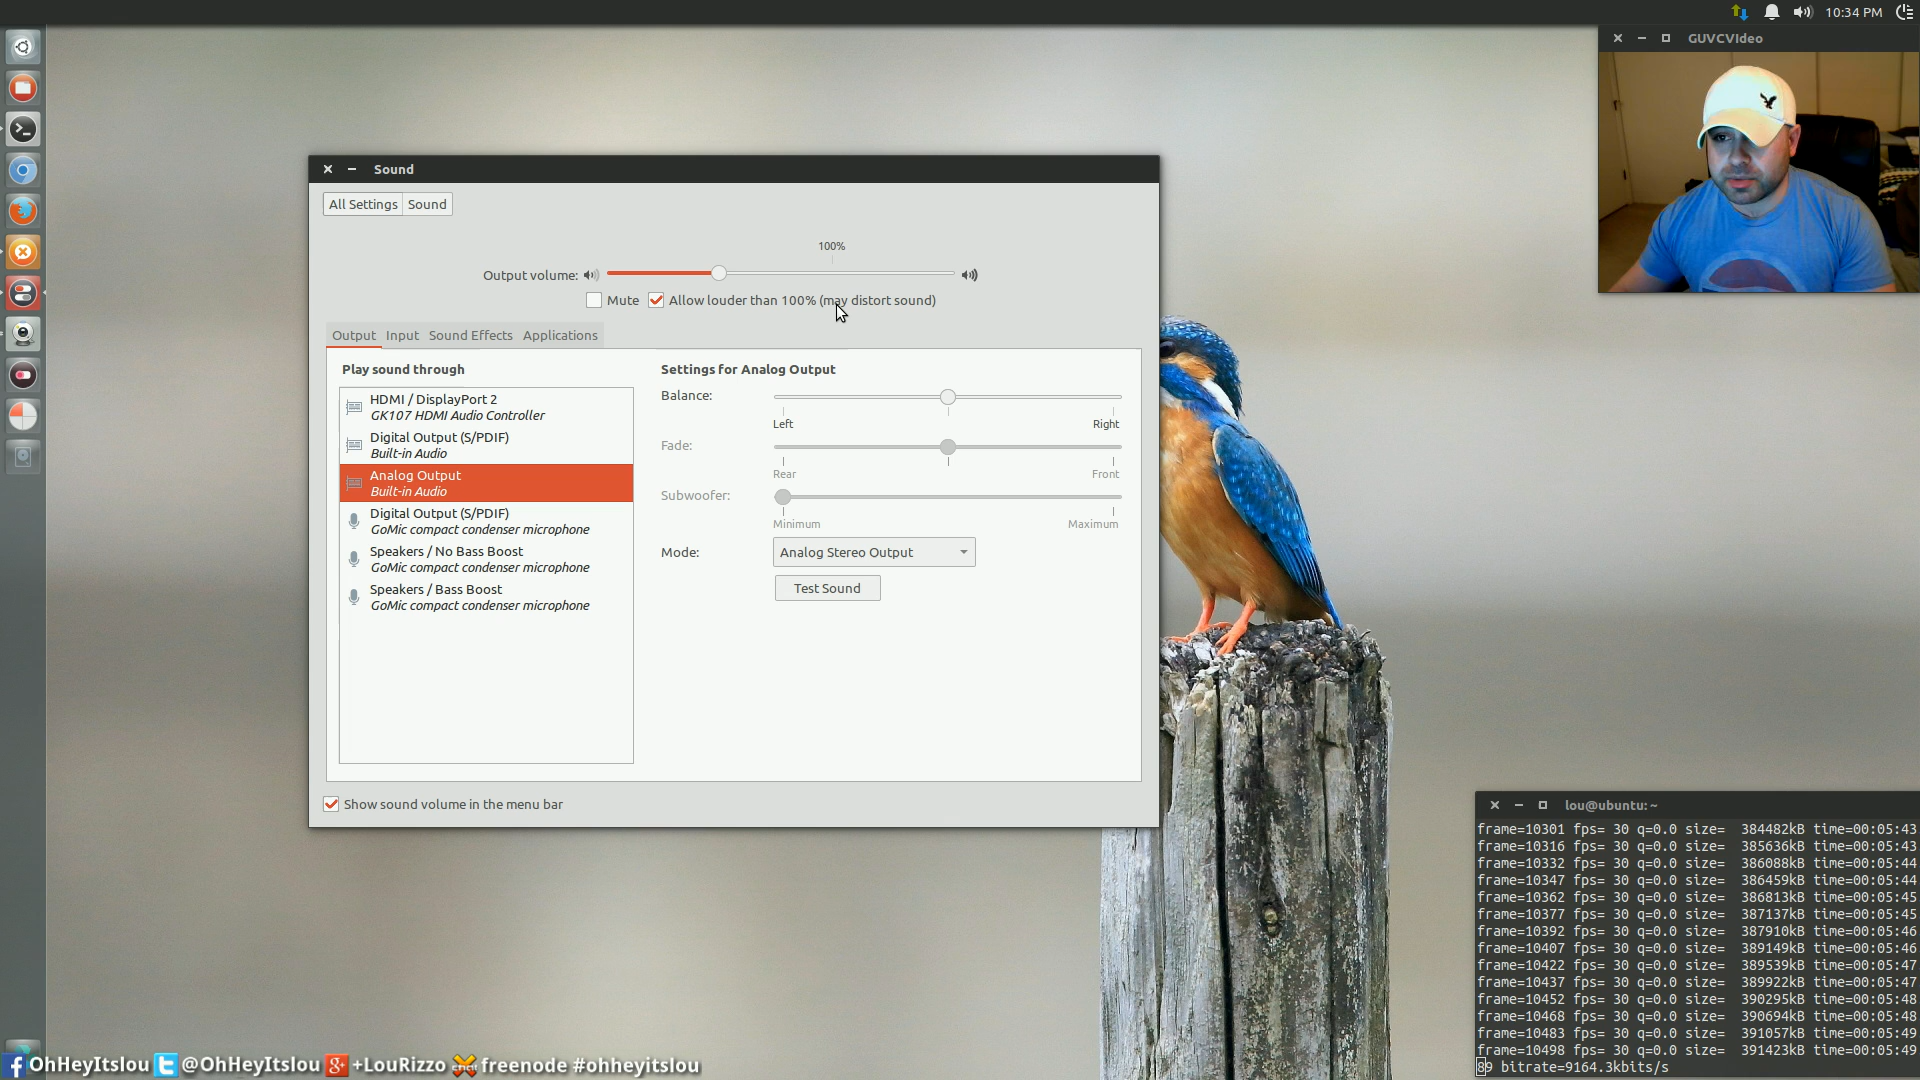 10:34 PM
GUVCVIdeo
Sound
All Settings Sound
100%
Output volume:
Mute Allow louder than 100% (may distort sound)
Output Input Sound Effects Applications
Play sound through
HDMI / DisplayPort 2
GK107 HDMI Audio Controller
Digital Output (S/PDIF)
Built-in Audio
Analog Output
Built-in Audio
Digital Output (S/PDIF)
GoMic compact condenser microphone
Speakers / No Bass Boost
GoMic compact condenser microphone
Speakers / Bass Boost
GoMic compact condenser microphone
Settings for Analog Output
Balance:
Left Right
Fade:
Rear Front
Subwoofer:
Minimum Maximum
Mode: Analog Stereo Output
Test Sound
Show sound volume in the menu bar
lou@ubuntu: ~
frame=10301 fps= 30 q=0.0 size= 384482kB time=00:05:43
frame=10316 fps= 30 q=0.0 size= 385636kB time=00:05:43
frame=10332 fps= 30 q=0.0 size= 386088kB time=00:05:44
frame=10347 fps= 30 q=0.0 size= 386459kB time=00:05:44
frame=10362 fps= 30 q=0.0 size= 386813kB time=00:05:45
frame=10377 fps= 30 q=0.0 size= 387137kB time=00:05:45
frame=10392 fps= 30 q=0.0 size= 387910kB time=00:05:46
frame=10407 fps= 30 q=0.0 size= 389149kB time=00:05:46
frame=10422 fps= 30 q=0.0 size= 389539kB time=00:05:47
frame=10437 fps= 30 q=0.0 size= 389922kB time=00:05:47
frame=10452 fps= 30 q=0.0 size= 390295kB time=00:05:48
frame=10468 fps= 30 q=0.0 size= 390694kB time=00:05:48
frame=10483 fps= 30 q=0.0 size= 391057kB time=00:05:49
frame=10498 fps= 30 q=0.0 size= 391423kB time=00:05:49
89 bitrate=9164.3kbits/s
OhHeyItslou @OhHeyItslou +LouRizzo freenode #ohheyitslou